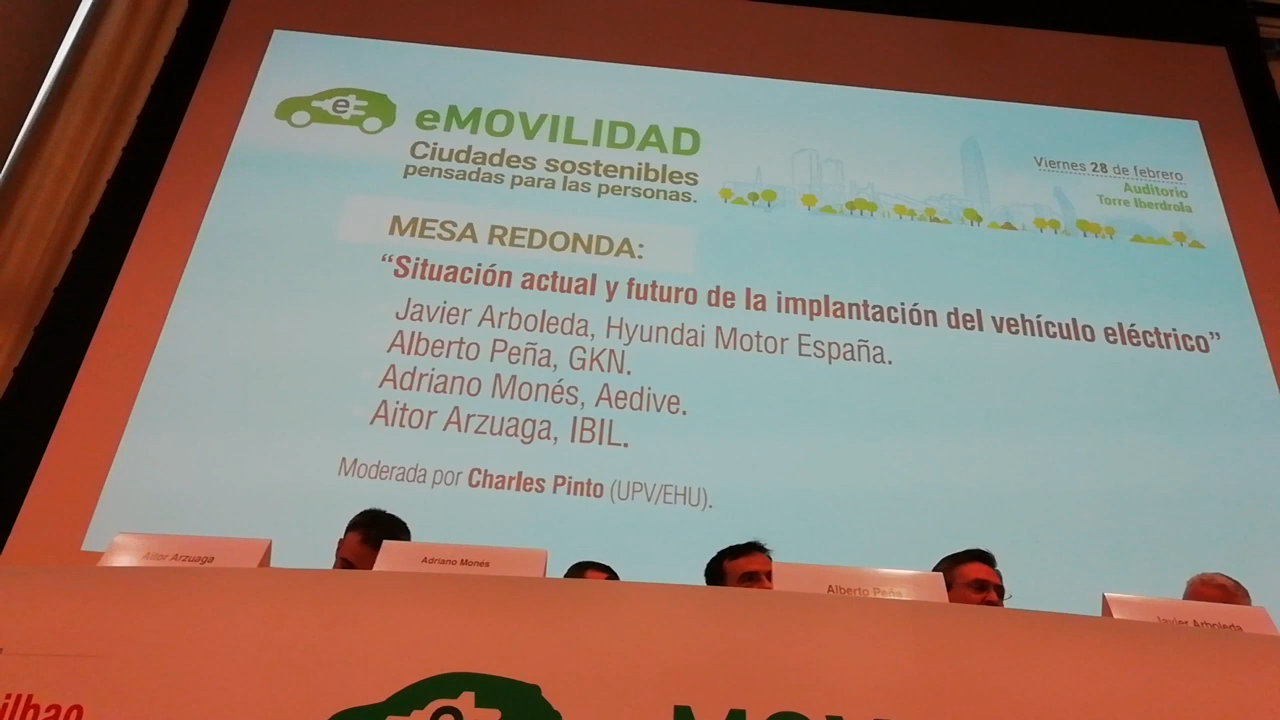 e
eMOVILIDAD
Ciudades sostenibles
pensadas para las personas.
Viernes 28 de febrero
Auditorio
Torre Iberdrola
MESA REDONDA:
“Situación actual y futuro de la implantación del vehículo eléctrico”
Javier Arboleda, Hyundai Motor España.
Alberto Peña, GKN.
Adriano Monés, Aedive.
Aitor Arzuaga, IBIL.
Moderada por Charles Pinto (UPV/EHU).
Aitor Arzuaga
Adriano Monés
Alberto Peña
Javier Arboleda
ilbao
e